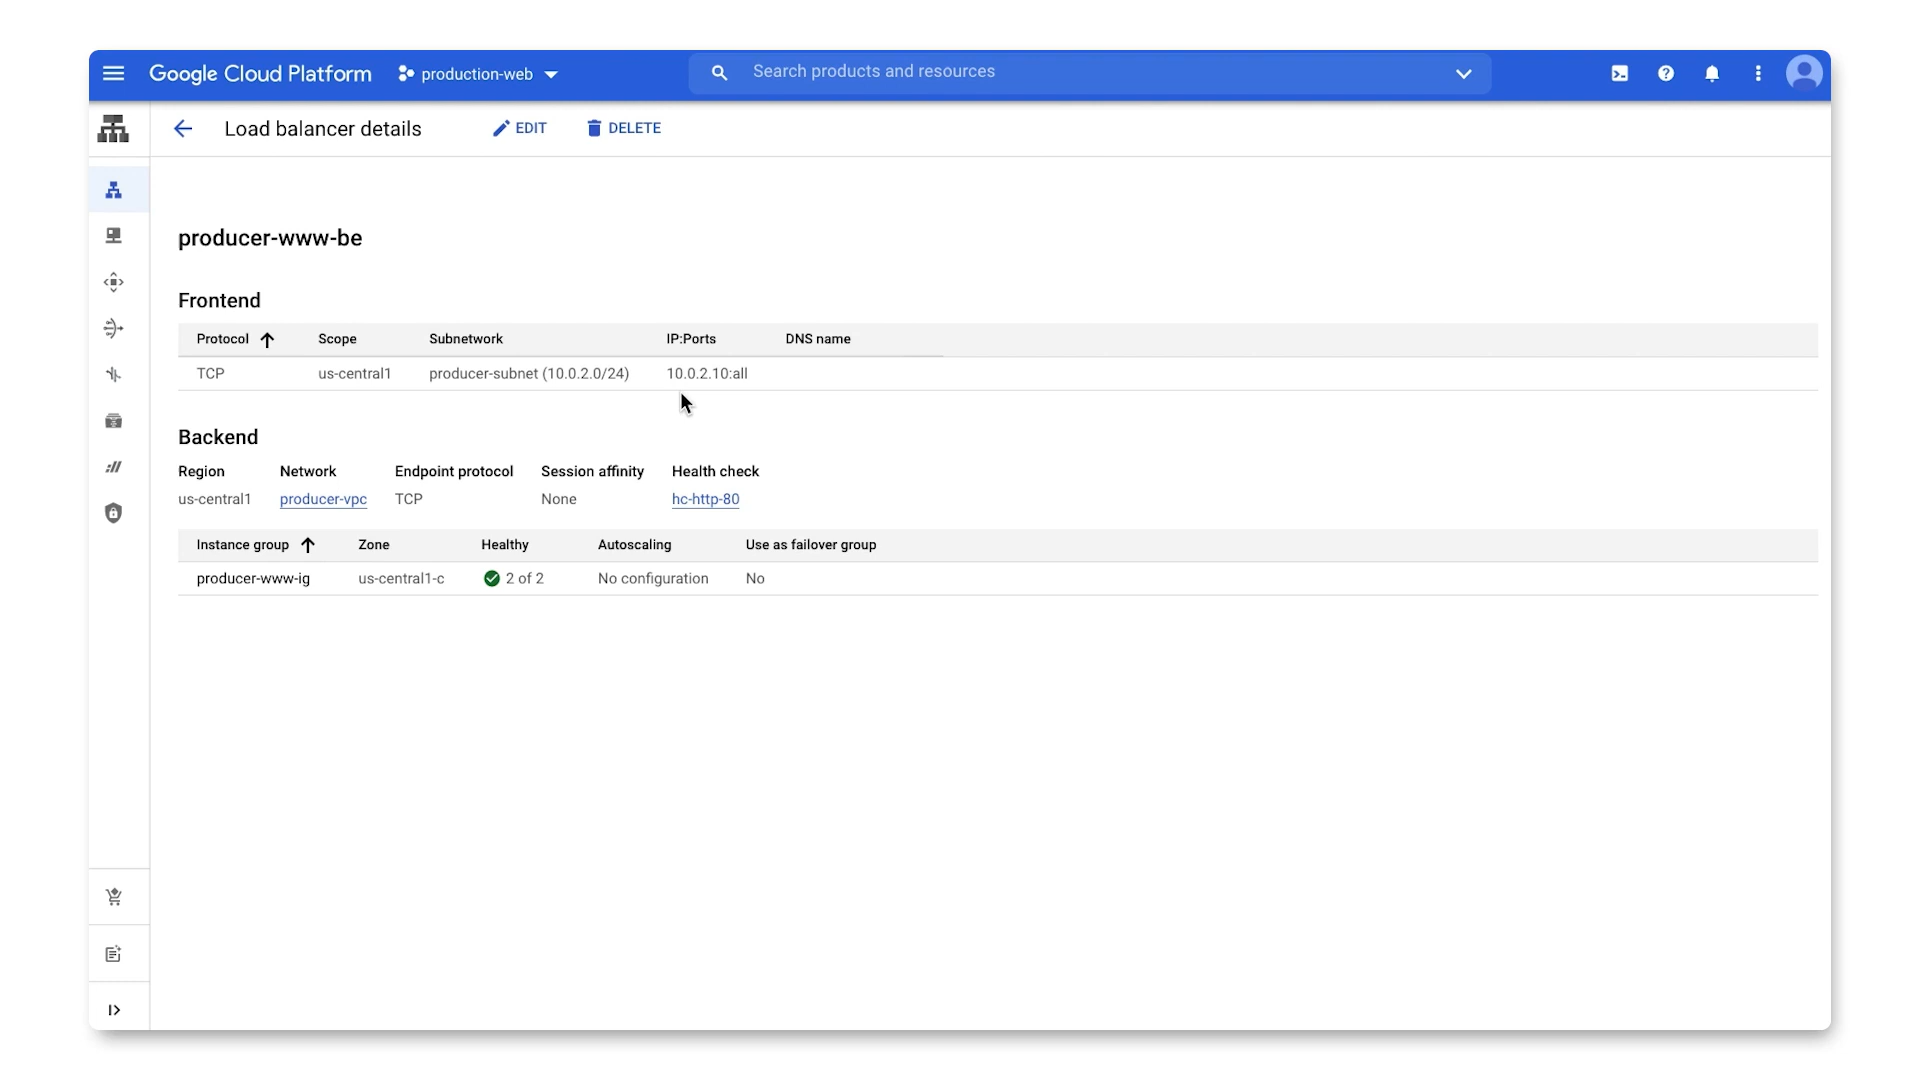 Google Cloud Platform production-web Search products and resources
Load balancer details EDIT DELETE
producer-www-be
Frontend
Protocol Scope Subnetwork IP:Ports DNS name
TCP us-central1 producer-subnet (10.0.2.0/24) 10.0.2.10:all
Backend
Region Network Endpoint protocol Session affinity Health check
us-central1 producer-vpc TCP None hc-http-80
Instance group Zone Healthy Autoscaling Use as failover group
producer-www-ig us-central1-c 2 of 2 No configuration No